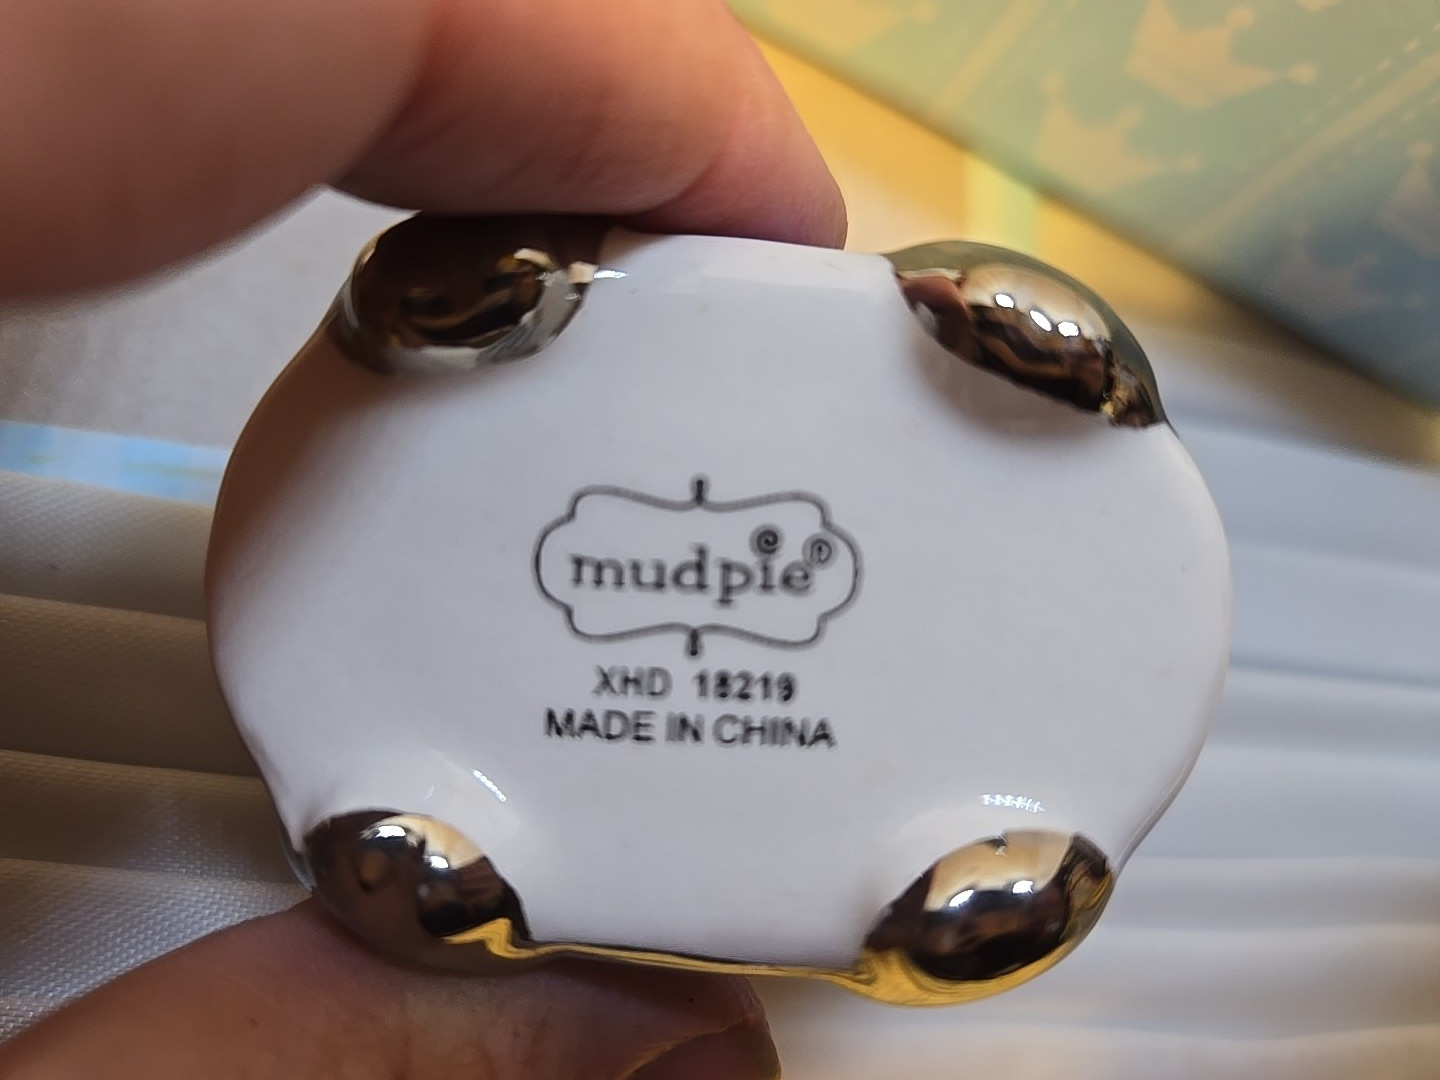 mudpie
XHD 18219
MADE IN CHINA